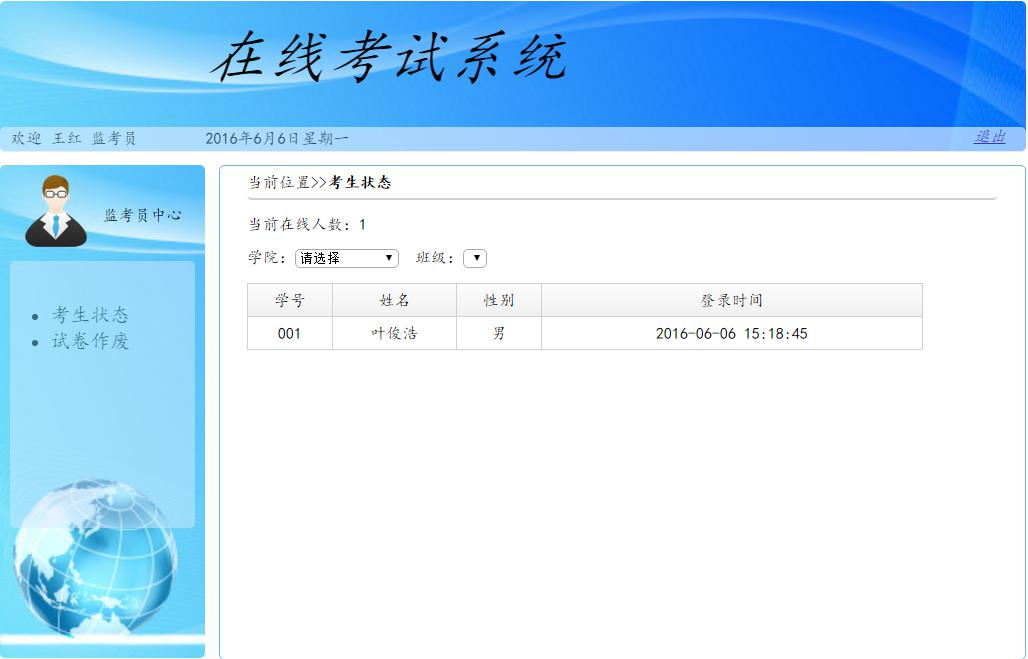 在线考试系统
欢迎 王红 监考员 2016年6月6日星期一 退出
监考员中心
考生状态
试卷作废
当前位置>>考生状态
当前在线人数：1
学院： 请选择 班级：
学号 姓名 性别 登录时间
001 叶俊浩 男 2016-06-06 15:18:45